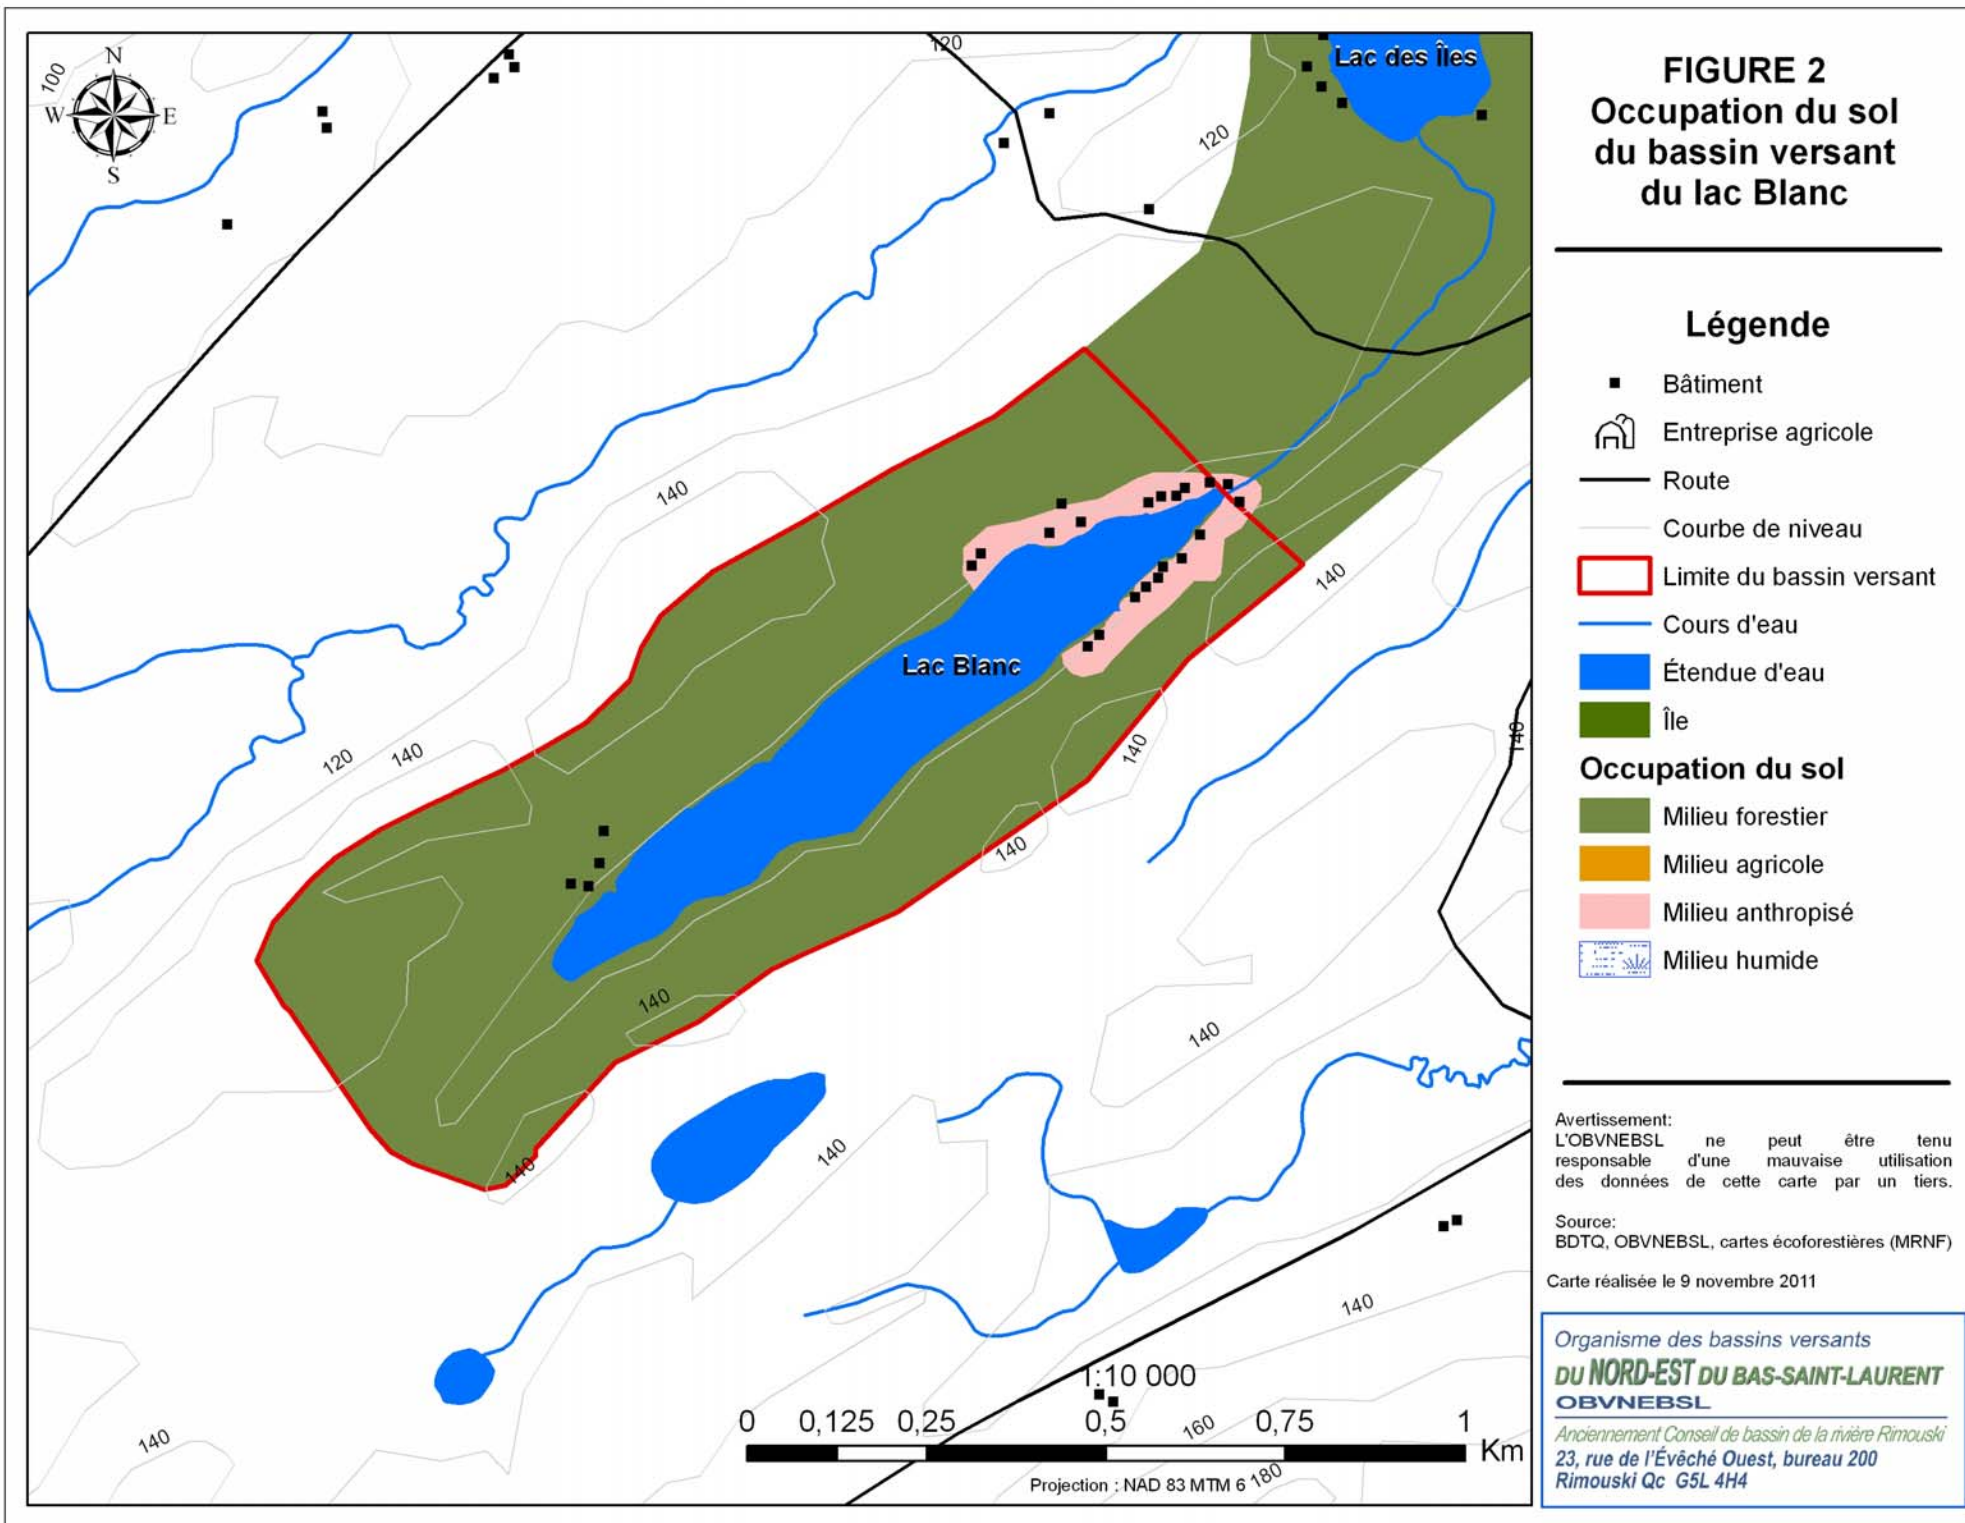 N
W
E
S
100
120
Lac des Îles
120
140
140
Lac Blanc
120
140
140
140
140
140
140
140
140
140
140
140
1:10 000
0 0,125 0,25 0,5 0,75 1
Km
160
180
Projection : NAD 83 MTM 6
FIGURE 2
Occupation du sol
du bassin versant
du lac Blanc
Légende
Bâtiment
Entreprise agricole
Route
Courbe de niveau
Limite du bassin versant
Cours d'eau
Étendue d'eau
Île
Occupation du sol
Milieu forestier
Milieu agricole
Milieu anthropisé
Milieu humide
Avertissement:
L'OBVNEBSL ne peut être tenu
responsable d'une mauvaise utilisation
des données de cette carte par un tiers.
Source:
BDTQ, OBVNEBSL, cartes écoforestières (MRNF)
Carte réalisée le 9 novembre 2011
Organisme des bassins versants
DU NORD-EST DU BAS-SAINT-LAURENT
OBVNEBSL
Anciennement Conseil de bassin de la rivière Rimouski
23, rue de l'Évêché Ouest, bureau 200
Rimouski Qc G5L 4H4